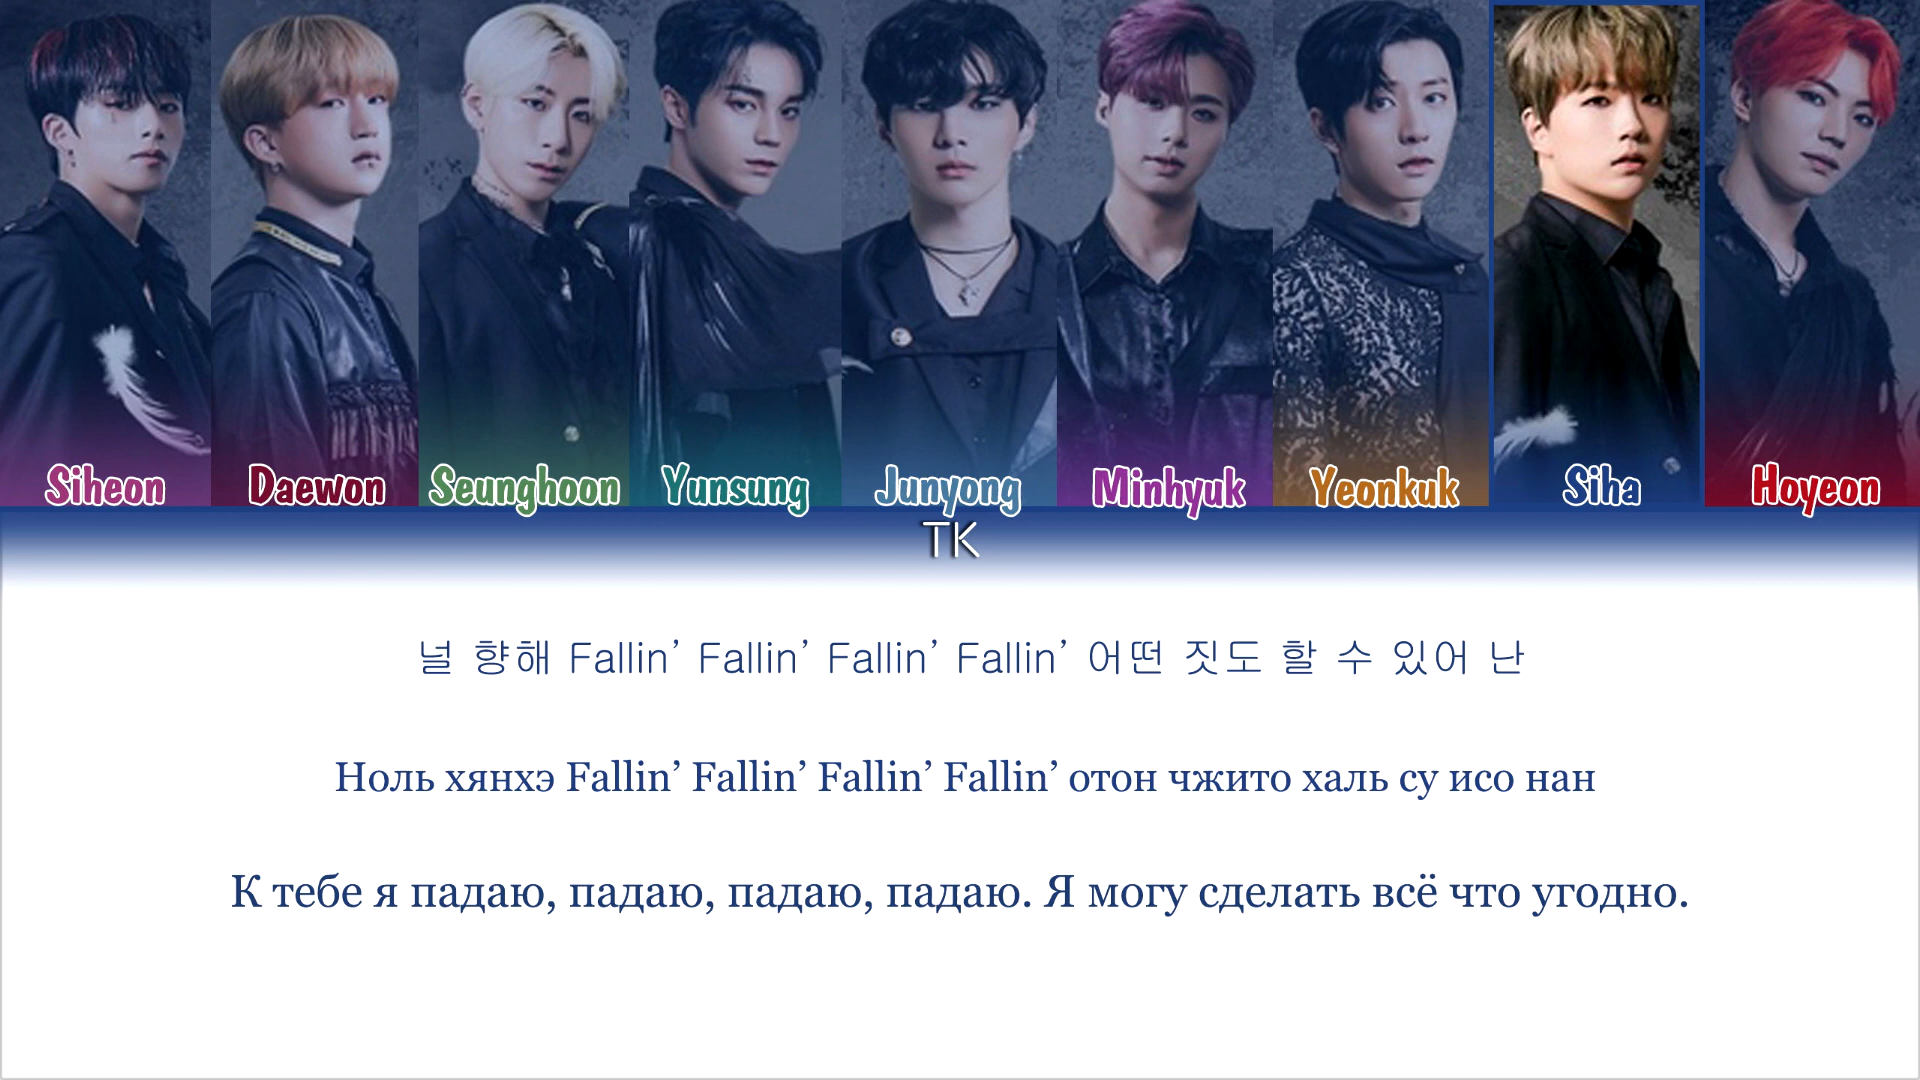 Siheon Daewon Seunghoon Yunsung Junyong Minhyuk Yeonkuk Siha Hoyeon
TK
널 향해 Fallin’ Fallin’ Fallin’ Fallin’ 어떤 짓도 할 수 있어 난
Ноль хянхэ Fallin’ Fallin’ Fallin’ Fallin’ отон чжито халь су исо нан
К тебе я падаю, падаю, падаю, падаю. Я могу сделать всё что угодно.